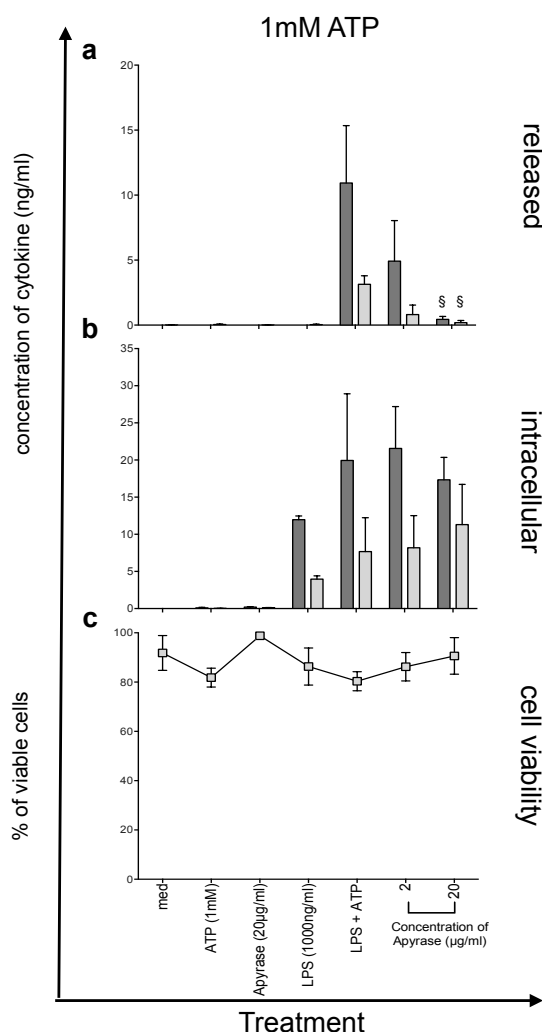 1mM ATP
a
20
15
10
5
0
§ §
released
concentration of cytokine (ng/ml)
b
35
30
25
20
15
10
5
0
intracellular
c
100
80
60
40
20
0
% of viable cells
cell viability
med
ATP (1mM)
Apyrase (20µg/ml)
LPS (1000ng/ml)
LPS + ATP
2
20
Concentration of
Apyrase (µg/ml)
Treatment